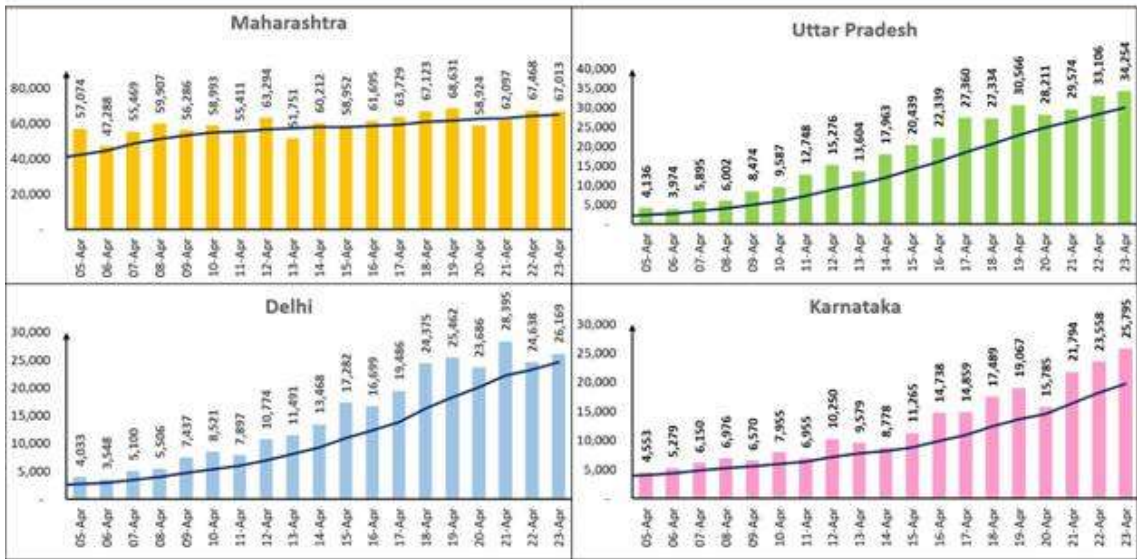 Maharashtra
80,000
60,000
40,000
20,000
-
57,074
47,288
55,469
59,907
56,286
58,993
55,411
63,294
51,751
60,212
58,952
61,695
63,729
67,123
68,631
58,924
62,097
67,468
67,013
05-Apr
06-Apr
07-Apr
08-Apr
09-Apr
10-Apr
11-Apr
12-Apr
13-Apr
14-Apr
15-Apr
16-Apr
17-Apr
18-Apr
19-Apr
20-Apr
21-Apr
22-Apr
23-Apr
Uttar Pradesh
40,000
35,000
30,000
25,000
20,000
15,000
10,000
5,000
-
4,136
3,974
5,895
6,002
8,474
9,587
12,748
15,276
13,604
17,963
20,439
22,339
27,360
27,334
30,566
28,211
29,574
33,106
34,254
05-Apr
06-Apr
07-Apr
08-Apr
09-Apr
10-Apr
11-Apr
12-Apr
13-Apr
14-Apr
15-Apr
16-Apr
17-Apr
18-Apr
19-Apr
20-Apr
21-Apr
22-Apr
23-Apr
Delhi
30,000
25,000
20,000
15,000
10,000
5,000
-
4,033
3,548
5,100
5,506
7,437
8,521
7,897
10,774
11,491
13,468
17,282
16,699
19,486
24,375
25,462
23,686
28,395
24,638
26,169
05-Apr
06-Apr
07-Apr
08-Apr
09-Apr
10-Apr
11-Apr
12-Apr
13-Apr
14-Apr
15-Apr
16-Apr
17-Apr
18-Apr
19-Apr
20-Apr
21-Apr
22-Apr
23-Apr
Karnataka
30,000
25,000
20,000
15,000
10,000
5,000
-
4,553
5,279
6,150
6,976
6,570
7,955
6,955
10,250
9,579
8,778
11,265
14,738
14,859
17,489
19,067
15,785
21,794
23,558
25,795
05-Apr
06-Apr
07-Apr
08-Apr
09-Apr
10-Apr
11-Apr
12-Apr
13-Apr
14-Apr
15-Apr
16-Apr
17-Apr
18-Apr
19-Apr
20-Apr
21-Apr
22-Apr
23-Apr